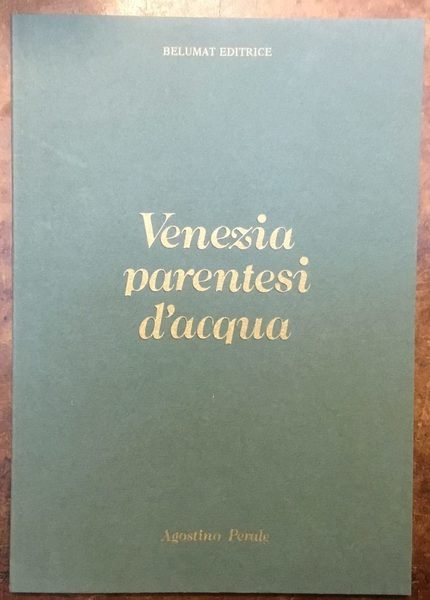 BELUMAT EDITRICE
Venezia
parentesi
d'acqua
Agostino Perale